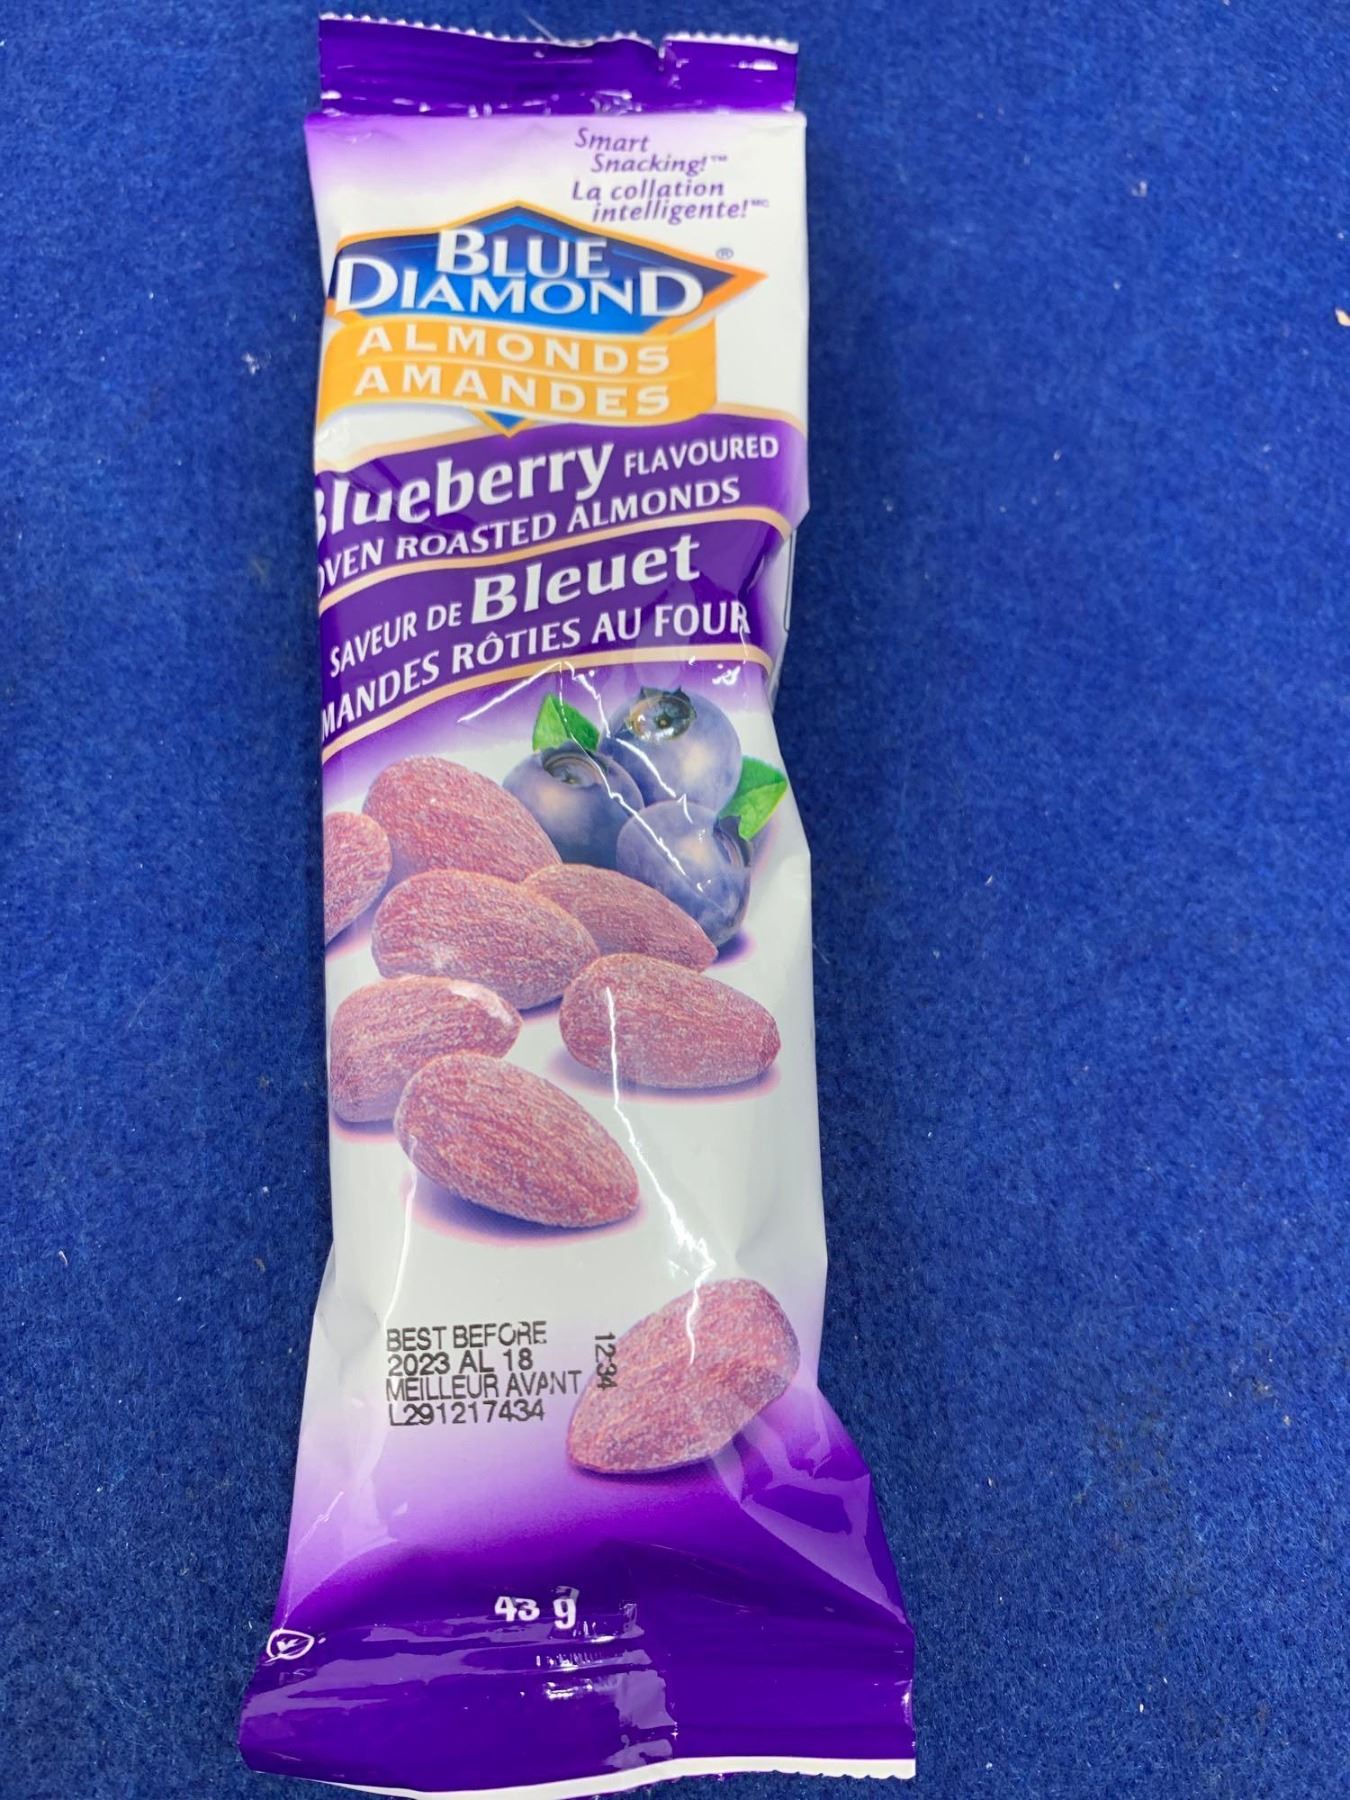 Smart
Snacking!™
La collation
intelligente!MC
BLUE
DIAMOND®
ALMONDS
AMANDES
Blueberry FLAVOURED
OVEN ROASTED ALMONDS
SAVEUR DE Bleuet
MANDES RÔTIES AU FOUR
BEST BEFORE
2023 AL 18
MEILLEUR AVANT
L291217434
12:34
43 g